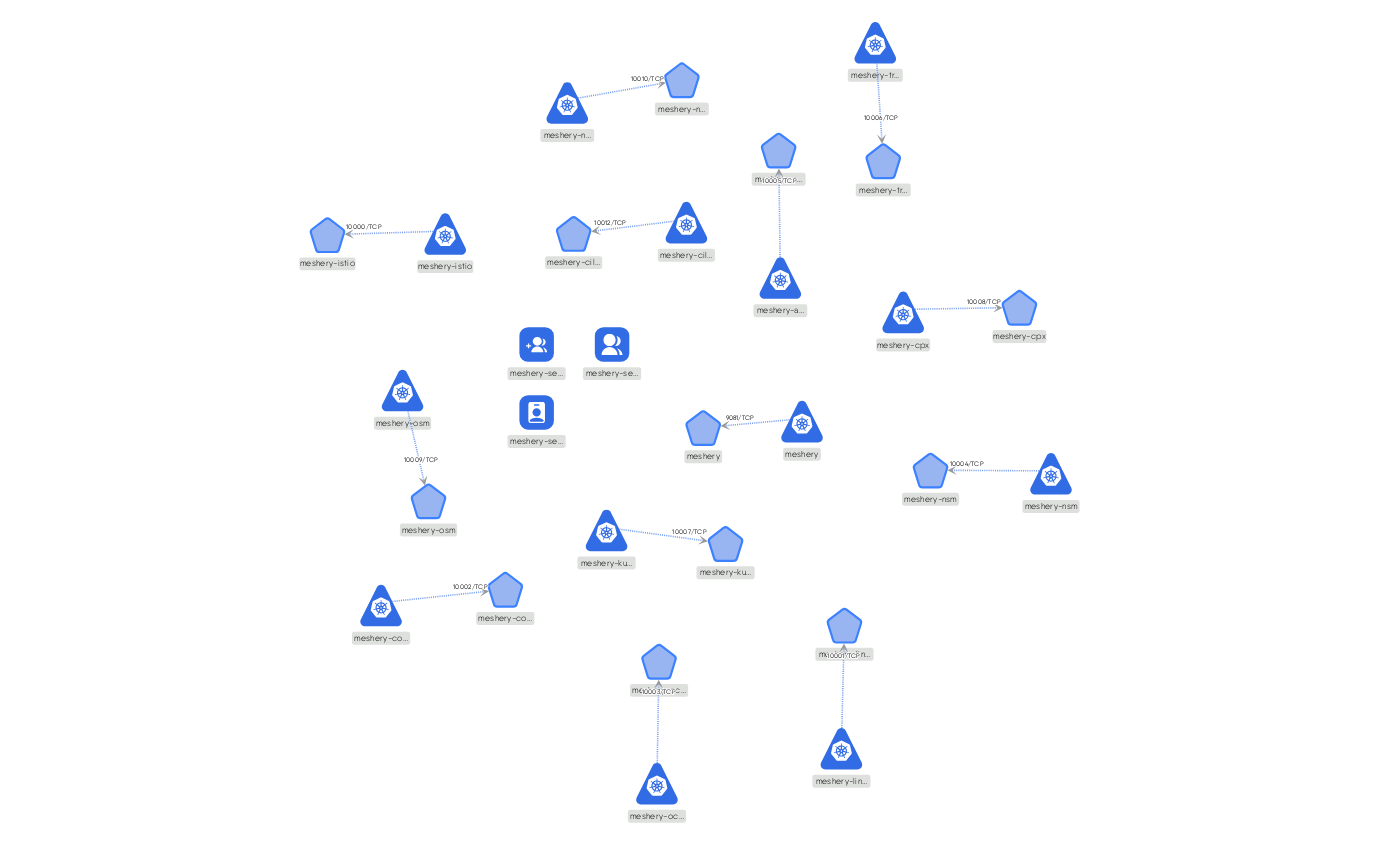 meshery-tr...
10010/TCP
meshery-n...
meshery-n...
10006/TCP
10005/TCP
meshery-tr...
10000/TCP
meshery-istio
meshery-istio
10012/TCP
meshery-cil...
meshery-cil...
meshery-a...
10008/TCP
meshery-cpx
meshery-cpx
meshery-se...
meshery-se...
meshery-osm
meshery-se...
9081/TCP
meshery
meshery
10009/TCP
10004/TCP
meshery-nsm
meshery-nsm
meshery-osm
10007/TCP
meshery-ku...
meshery-ku...
10002/TCP
meshery-co...
meshery-co...
10001/TCP
10003/TCP
meshery-lin...
meshery-oc...